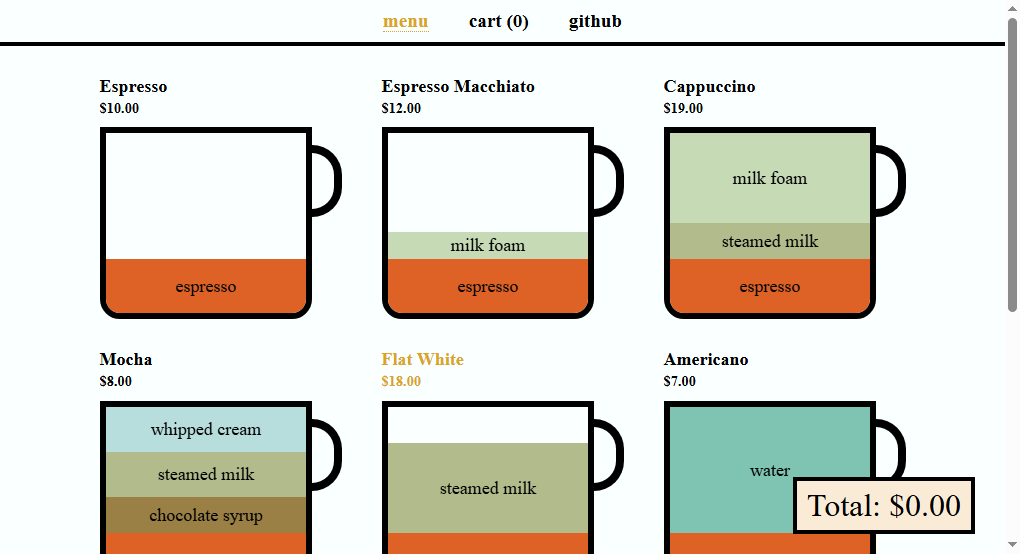 menu cart (0) github
Espresso
$10.00
espresso
Espresso Macchiato
$12.00
milk foam
espresso
Cappuccino
$19.00
milk foam
steamed milk
espresso
Mocha
$8.00
whipped cream
steamed milk
chocolate syrup
Flat White
$18.00
steamed milk
Americano
$7.00
water
Total: $0.00